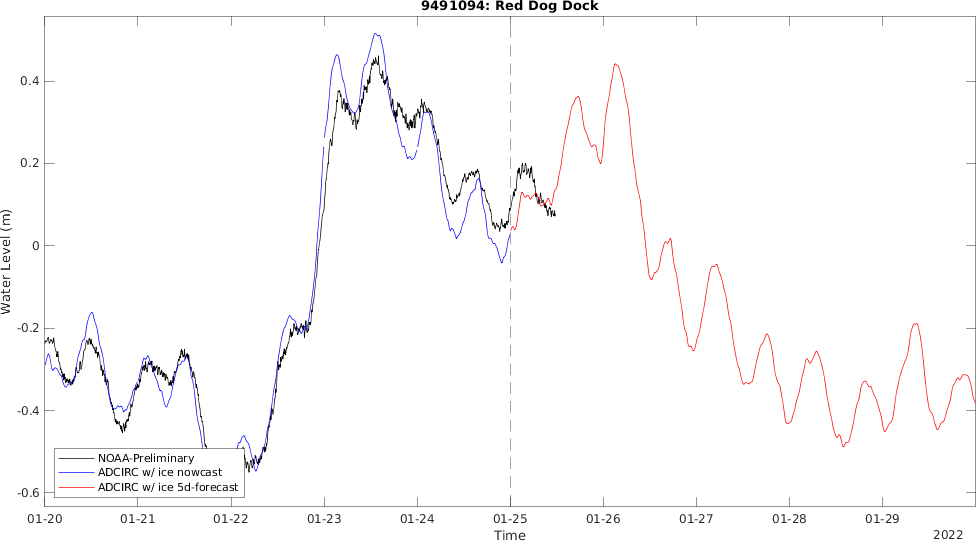 9491094: Red Dog Dock
Water Level (m)
0.4
0.2
0
-0.2
-0.4
-0.6
NOAA-Preliminary
ADCIRC w/ ice nowcast
ADCIRC w/ ice 5d-forecast
01-20 01-21 01-22 01-23 01-24 01-25 01-26 01-27 01-28 01-29
Time
2022